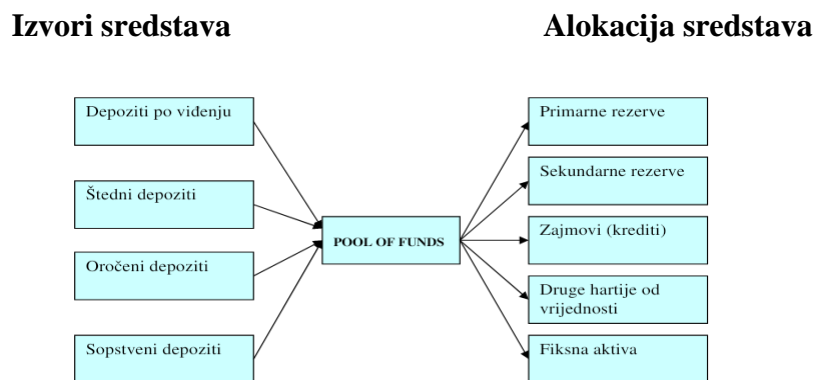 Izvori sredstava
Alokacija sredstava
Depoziti po viđenju
Štedni depoziti
Oročeni depoziti
Sopstveni depoziti
POOL OF FUNDS
Primarne rezerve
Sekundarne rezerve
Zajmovi (krediti)
Druge hartije od
vrijednosti
Fiksna aktiva